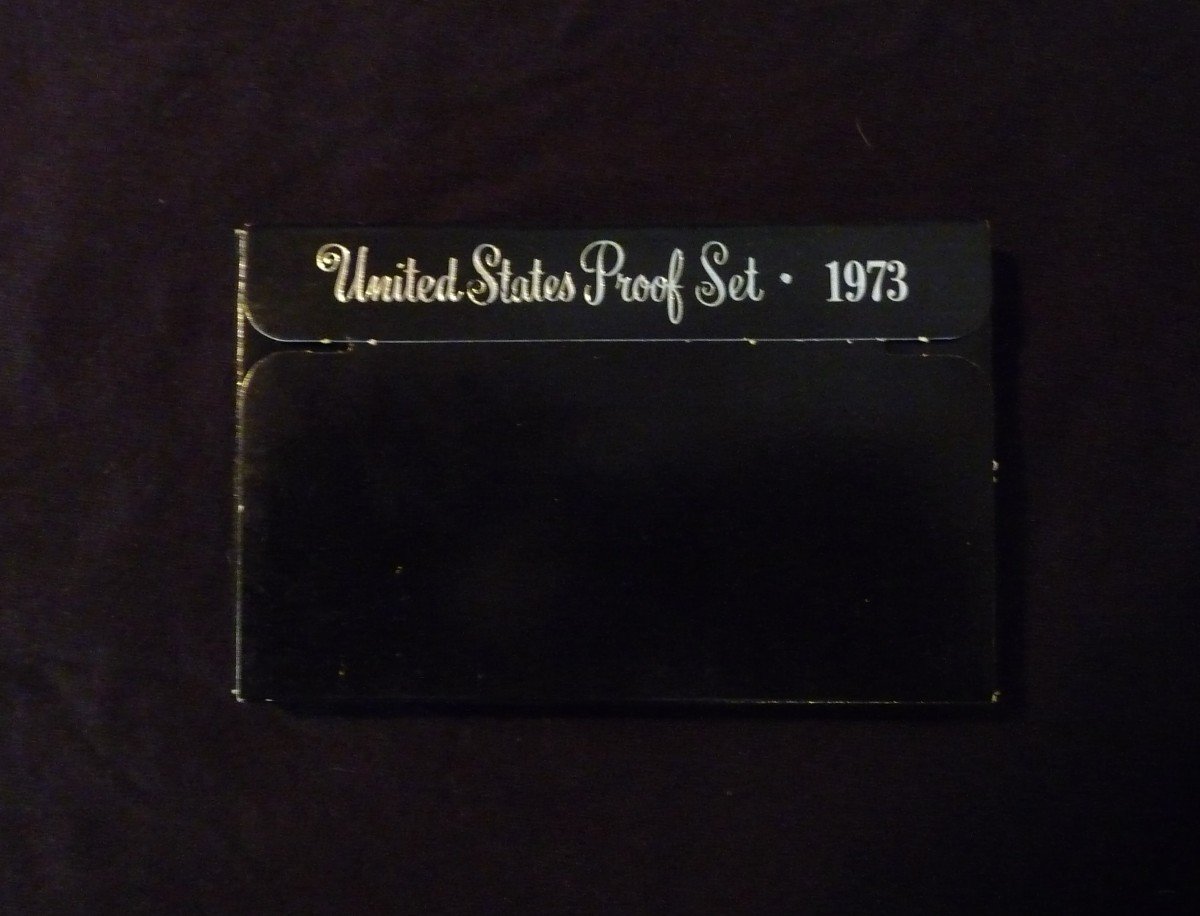 United States Proof Set · 1973